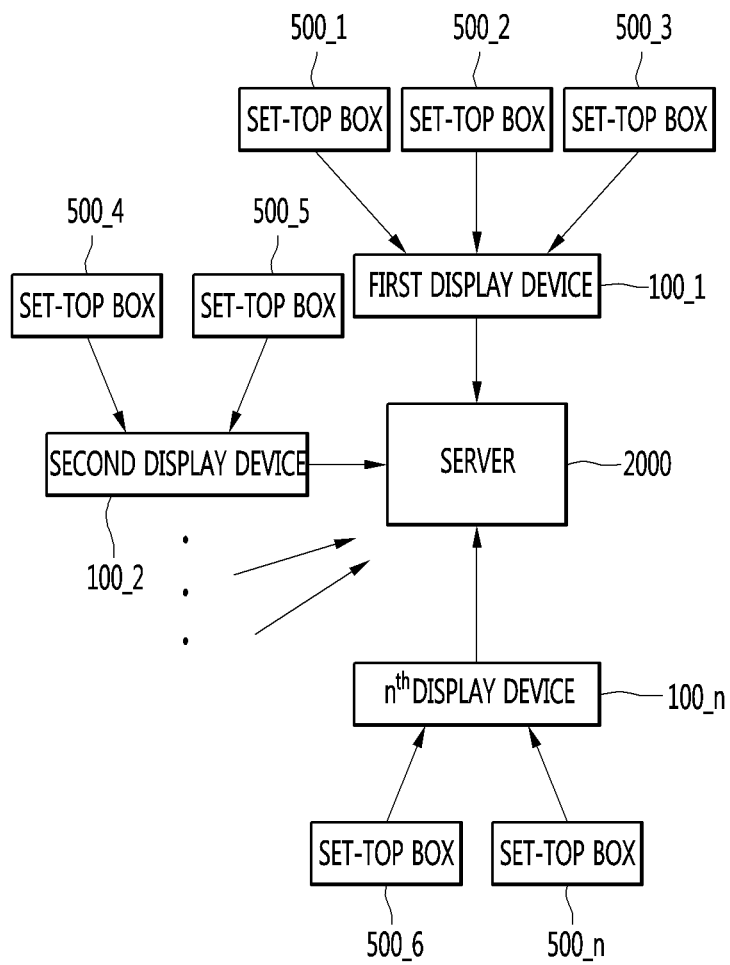 500_1 500_2 500_3
SET-TOP BOX SET-TOP BOX SET-TOP BOX
500_4 500_5
SET-TOP BOX SET-TOP BOX
FIRST DISPLAY DEVICE 100_1
SECOND DISPLAY DEVICE
SERVER 2000
100_2
nth DISPLAY DEVICE 100_n
SET-TOP BOX SET-TOP BOX
500_6 500_n